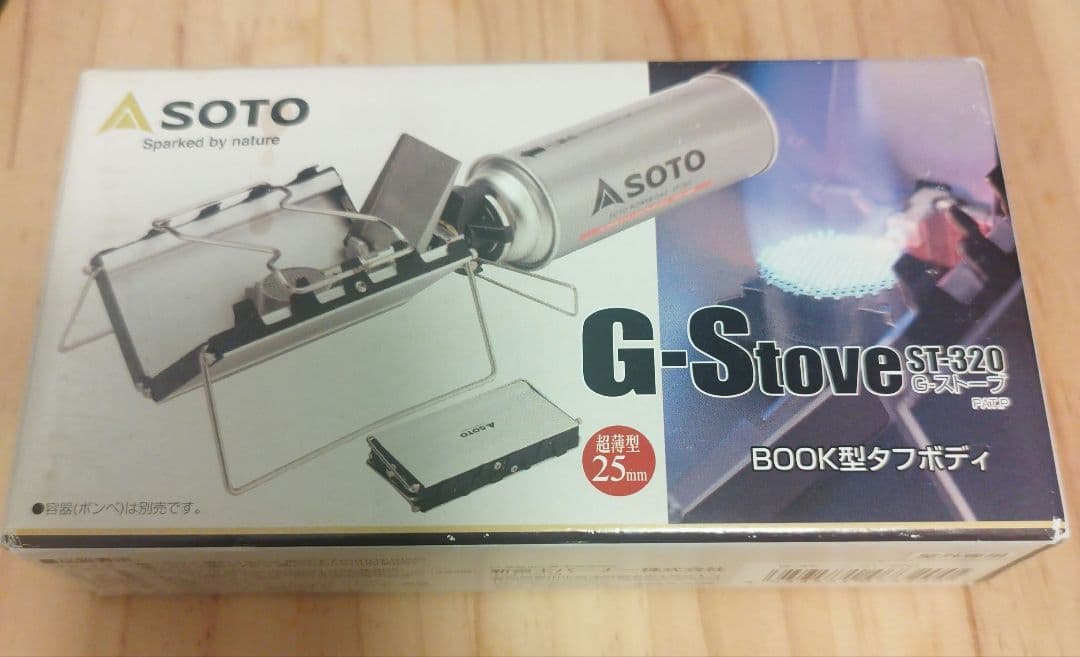 SOTO
Sparked by nature
SOTO
G-Stove ST-320
G-ストーブ
PAT.P
SOTO
超薄型
25mm
BOOK型タフボディ
●容器(ボンベ)は別売です。